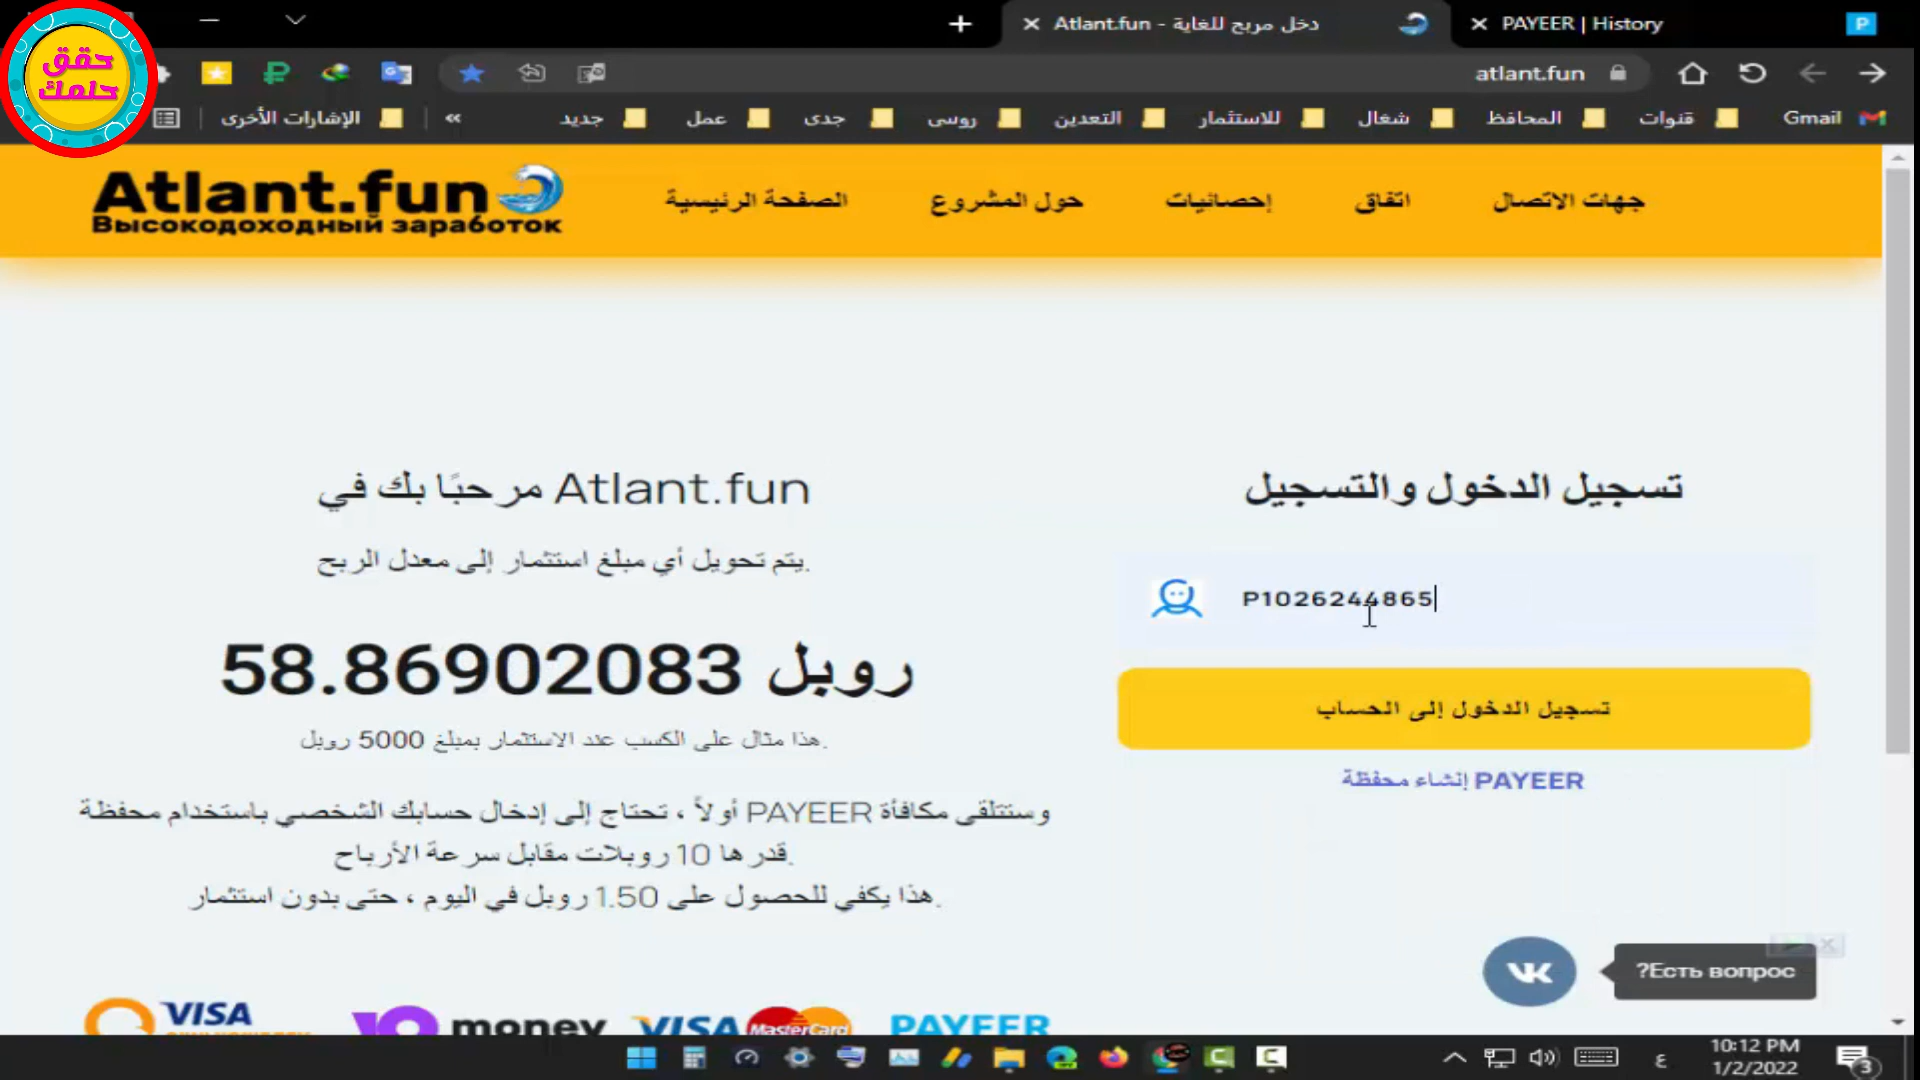 حقق
حلمك
Atlant.fun - دخل مربح للغاية
PAYEER | History
P
atlant.fun
الإشارات الأخرى
»
جديد
عمل
جدى
روسى
التعدين
للاستثمار
شغال
المحافظ
قنوات
Gmail
Atlant.fun
Высокодоходный заработок
الصفحة الرئيسية
حول المشروع
إحصائيات
اتفاق
جهات الاتصال
مرحبًا بك في Atlant.fun
يتم تحويل أي مبلغ استثمار إلى معدل الربح.
58.86902083 روبل
هذا مثال على الكسب عند الاستثمار بمبلغ 5000 روبل.
وستتلقى مكافأة PAYEER أولاً ، تحتاج إلى إدخال حسابك الشخصي باستخدام محفظة
قدرها 10 روبلات مقابل سرعة الأرباح.
هذا يكفي للحصول على 1.50 روبل في اليوم ، حتى بدون استثمار.
تسجيل الدخول والتسجيل
P1026244865
تسجيل الدخول إلى الحساب
إنشاء محفظة PAYEER
?Есть вопрос
VISA
money
VISA
MasterCard
PAYEER
ع
10:12 PM
1/2/2022
3